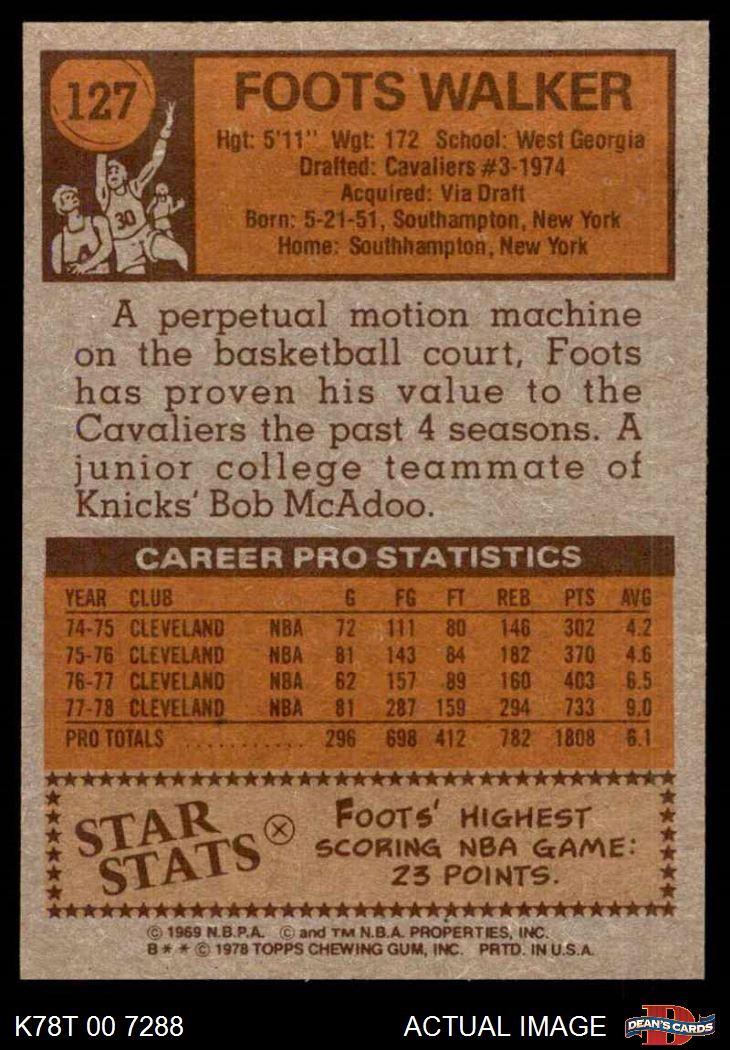 127
FOOTS WALKER
Hgt: 5'11" Wgt: 172 School: West Georgia
Drafted: Cavaliers #3-1974
Acquired: Via Draft
Born: 5-21-51, Southampton, New York
Home: Southhampton, New York
30
A perpetual motion machine
on the basketball court, Foots
has proven his value to the
Cavaliers the past 4 seasons. A
junior college teammate of
Knicks' Bob McAdoo.
CAREER PRO STATISTICS
YEAR CLUB G FG FT REB PTS AVG
74-75 CLEVELAND NBA 72 111 80 146 302 4.2
75-76 CLEVELAND NBA 81 143 84 182 370 4.6
76-77 CLEVELAND NBA 62 157 89 160 403 6.5
77-78 CLEVELAND NBA 81 287 159 294 733 9.0
PRO TOTALS ........... 296 698 412 782 1808 6.1
STAR
STATS
FOOTS' HIGHEST
SCORING NBA GAME:
23 POINTS.
© 1969 N.B.P.A. © and TM N.B.A. PROPERTIES, INC.
B * * © 1978 TOPPS CHEWING GUM, INC. PRTD. IN U.S.A.
K78T 00 7288 ACTUAL IMAGE
D
DEAN'S CARDS